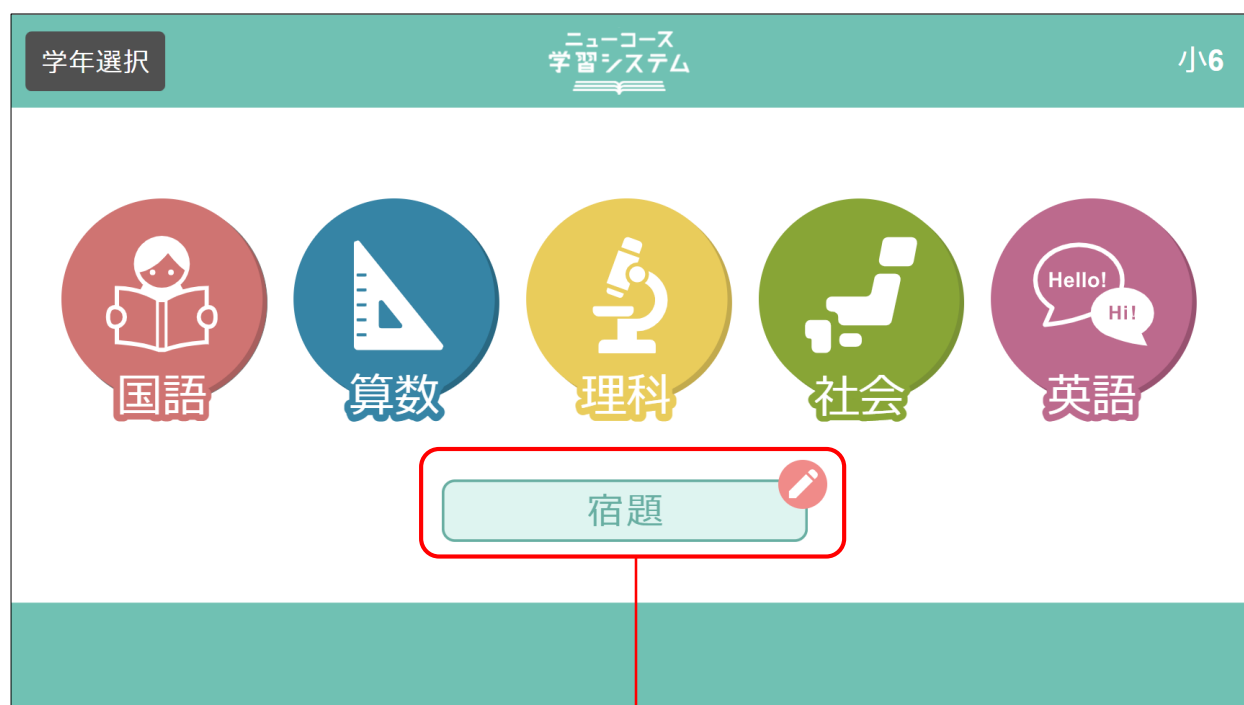 学年選択
ニューコース
学習システム
小6
Hello!
Hi!
国語
算数
理科
社会
英語
宿題